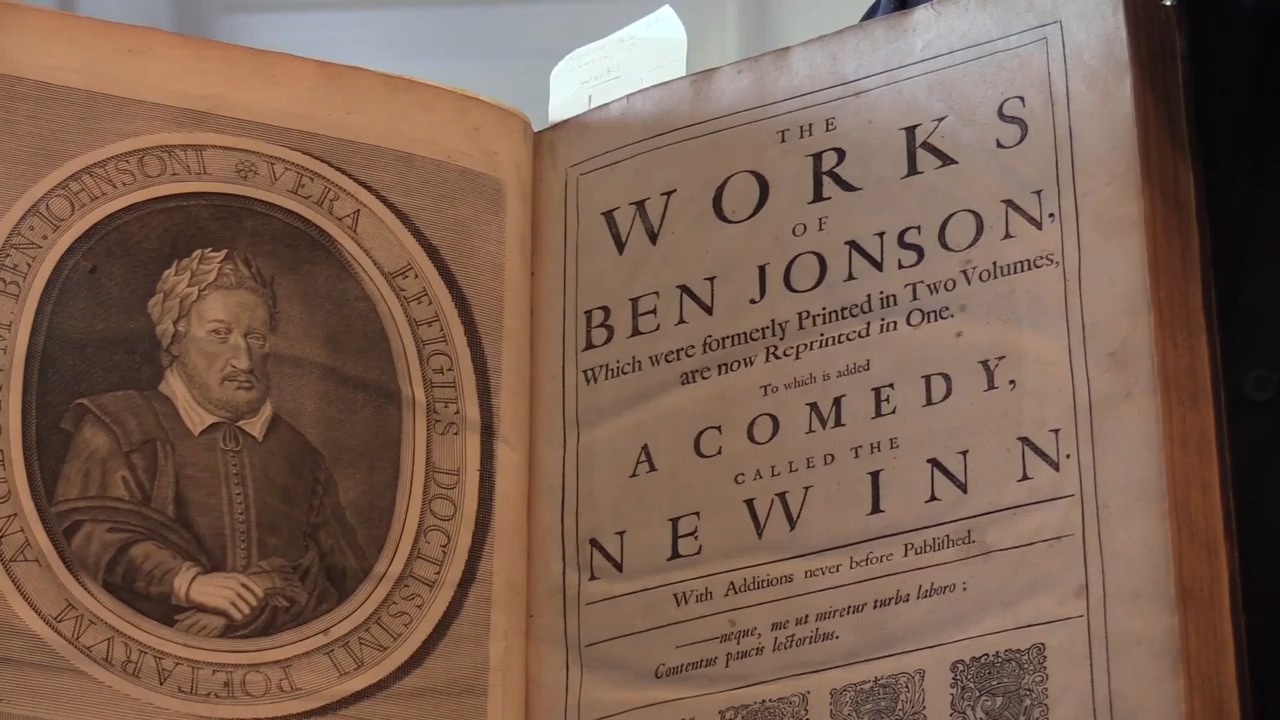 VERA EFFIGIES DOCTISSIMI POETARVM ANGLORVM BEN: IOHNSONI
THE
WORKS
OF
BEN JONSON,
Which were formerly Printed in Two Volumes,
are now Reprinted in One.
To which is added
A COMEDY,
CALLED THE
NEW INN.
With Additions never before Publiſhed.
——neque, me ut miretur turba laboro :
Contentus paucis lectoribus.